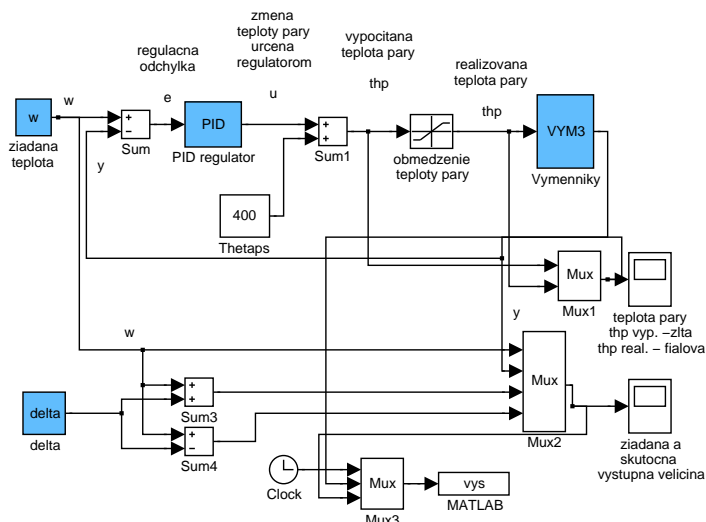 zmena
teploty pary
urcena
regulatorom
vypocitana
teplota pary
regulacna
odchylka
realizovana
teplota pary
w
e
u
thp
thp
w
ziadana
teplota
+
−
Sum
y
PID
PID regulator
+
+
Sum1
obmedzenie
teploty pary
VYM3
Vymenniky
400
Thetaps
Mux
Mux1
teplota pary
thp vyp. −zlta
thp real. − fialova
y
w
delta
delta
+
+
Sum3
+
−
Sum4
Mux
Mux2
ziadana a
skutocna
vystupna velicina
Clock
Mux
Mux3
vys
MATLAB